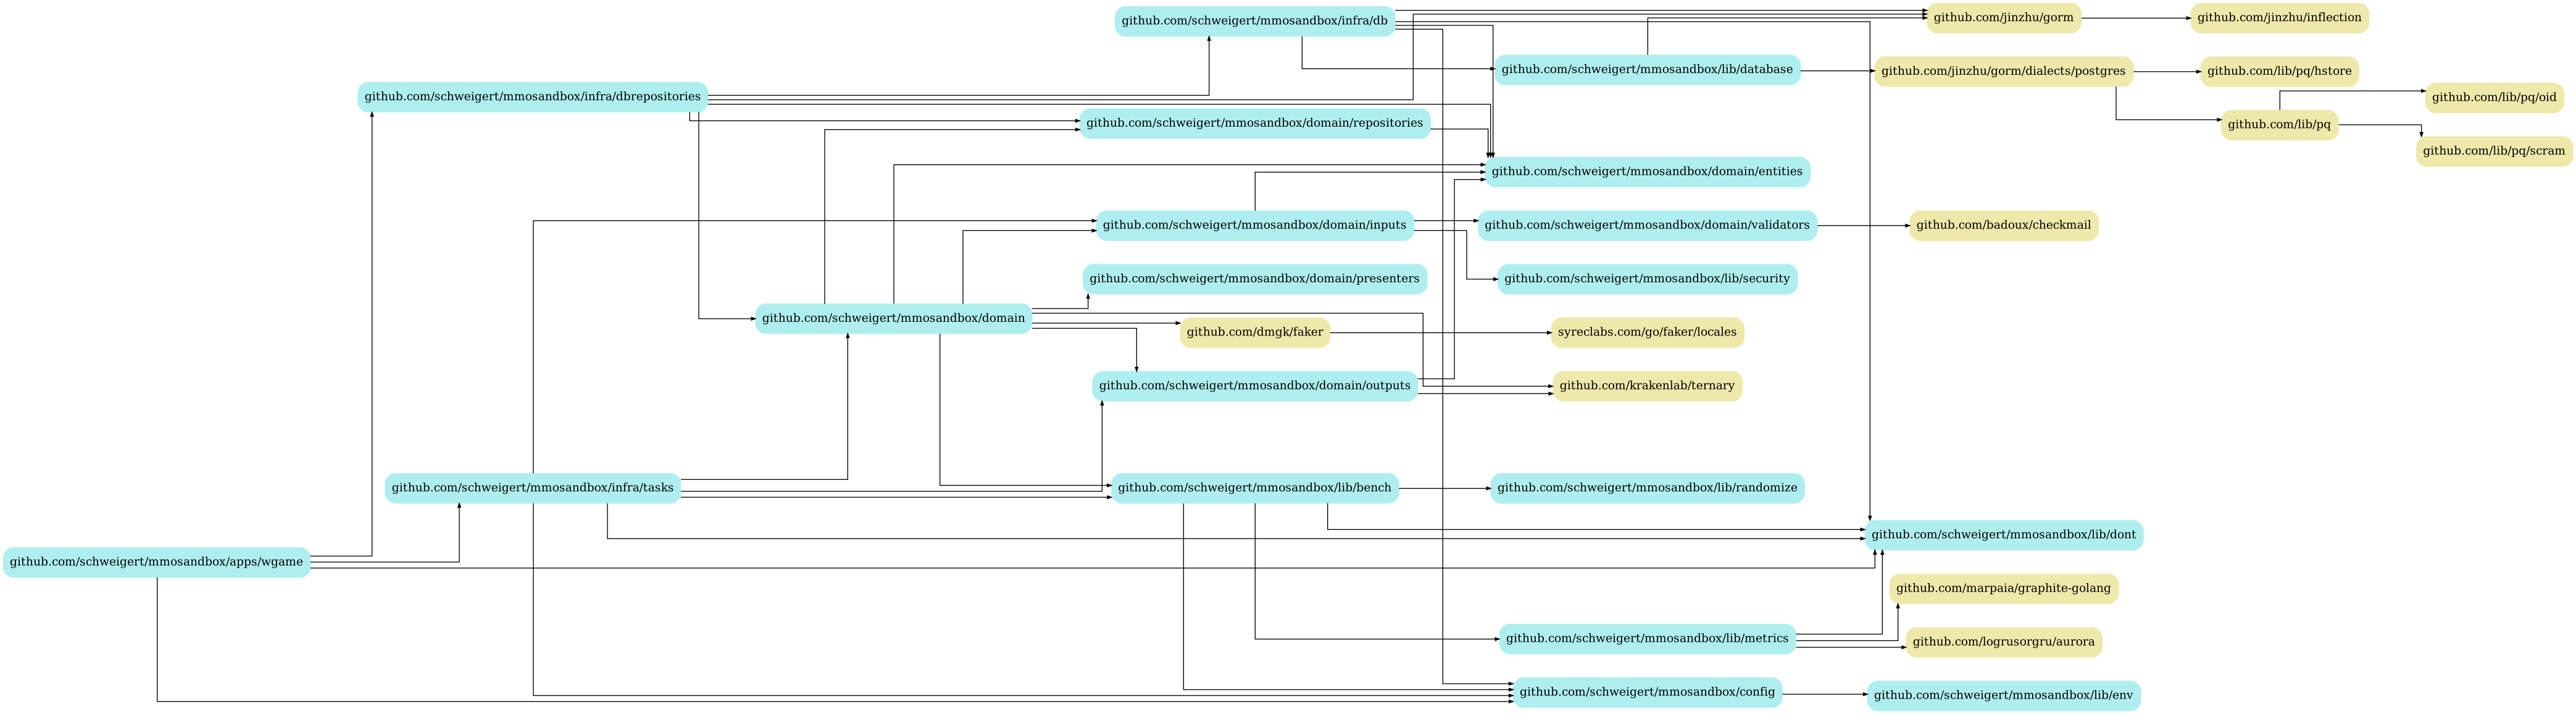 github.com/schweigert/mmosandbox/infra/db
github.com/jinzhu/gorm
github.com/jinzhu/inflection
github.com/schweigert/mmosandbox/lib/database
github.com/jinzhu/gorm/dialects/postgres
github.com/lib/pq/hstore
github.com/schweigert/mmosandbox/infra/dbrepositories
github.com/lib/pq/oid
github.com/schweigert/mmosandbox/domain/repositories
github.com/lib/pq
github.com/lib/pq/scram
github.com/schweigert/mmosandbox/domain/entities
github.com/schweigert/mmosandbox/domain/inputs
github.com/schweigert/mmosandbox/domain/validators
github.com/badoux/checkmail
github.com/schweigert/mmosandbox/domain/presenters
github.com/schweigert/mmosandbox/lib/security
github.com/schweigert/mmosandbox/domain
github.com/dmgk/faker
syreclabs.com/go/faker/locales
github.com/schweigert/mmosandbox/domain/outputs
github.com/krakenlab/ternary
github.com/schweigert/mmosandbox/infra/tasks
github.com/schweigert/mmosandbox/lib/bench
github.com/schweigert/mmosandbox/lib/randomize
github.com/schweigert/mmosandbox/lib/dont
github.com/schweigert/mmosandbox/apps/wgame
github.com/marpaia/graphite-golang
github.com/schweigert/mmosandbox/lib/metrics
github.com/logrusorgru/aurora
github.com/schweigert/mmosandbox/config
github.com/schweigert/mmosandbox/lib/env